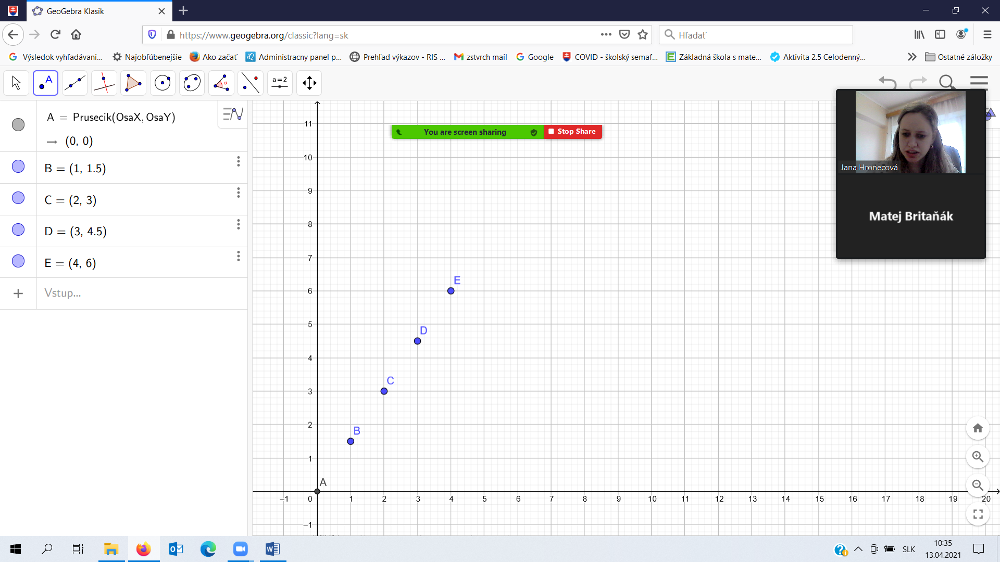 GeoGebra Klasik
https://www.geogebra.org/classic?lang=sk
Hľadať
Výsledok vyhľadávani...
Najobľúbenejšie
Ako začať
Administracny panel p...
Prehľad výkazov - RIS ...
zstvrch mail
Google
COVID - školský semaf...
Základná škola s mate...
Aktivita 2.5 Celodenný...
Ostatné záložky
A
α
a=2
A = Prusecik(OsaX, OsaY)
→ (0, 0)
B = (1, 1.5)
C = (2, 3)
D = (3, 4.5)
E = (4, 6)
+ Vstup...
You are screen sharing
Stop Share
Jana Hronecová
Matej Britaňák
11
10
9
8
7
6
5
4
3
2
1
–1
E
D
C
B
A
–1 0 1 2 3 4 5 6 7 8 9 10 11 12 13 14 15 16 17 18 19 20
SLK
10:35
13.04.2021